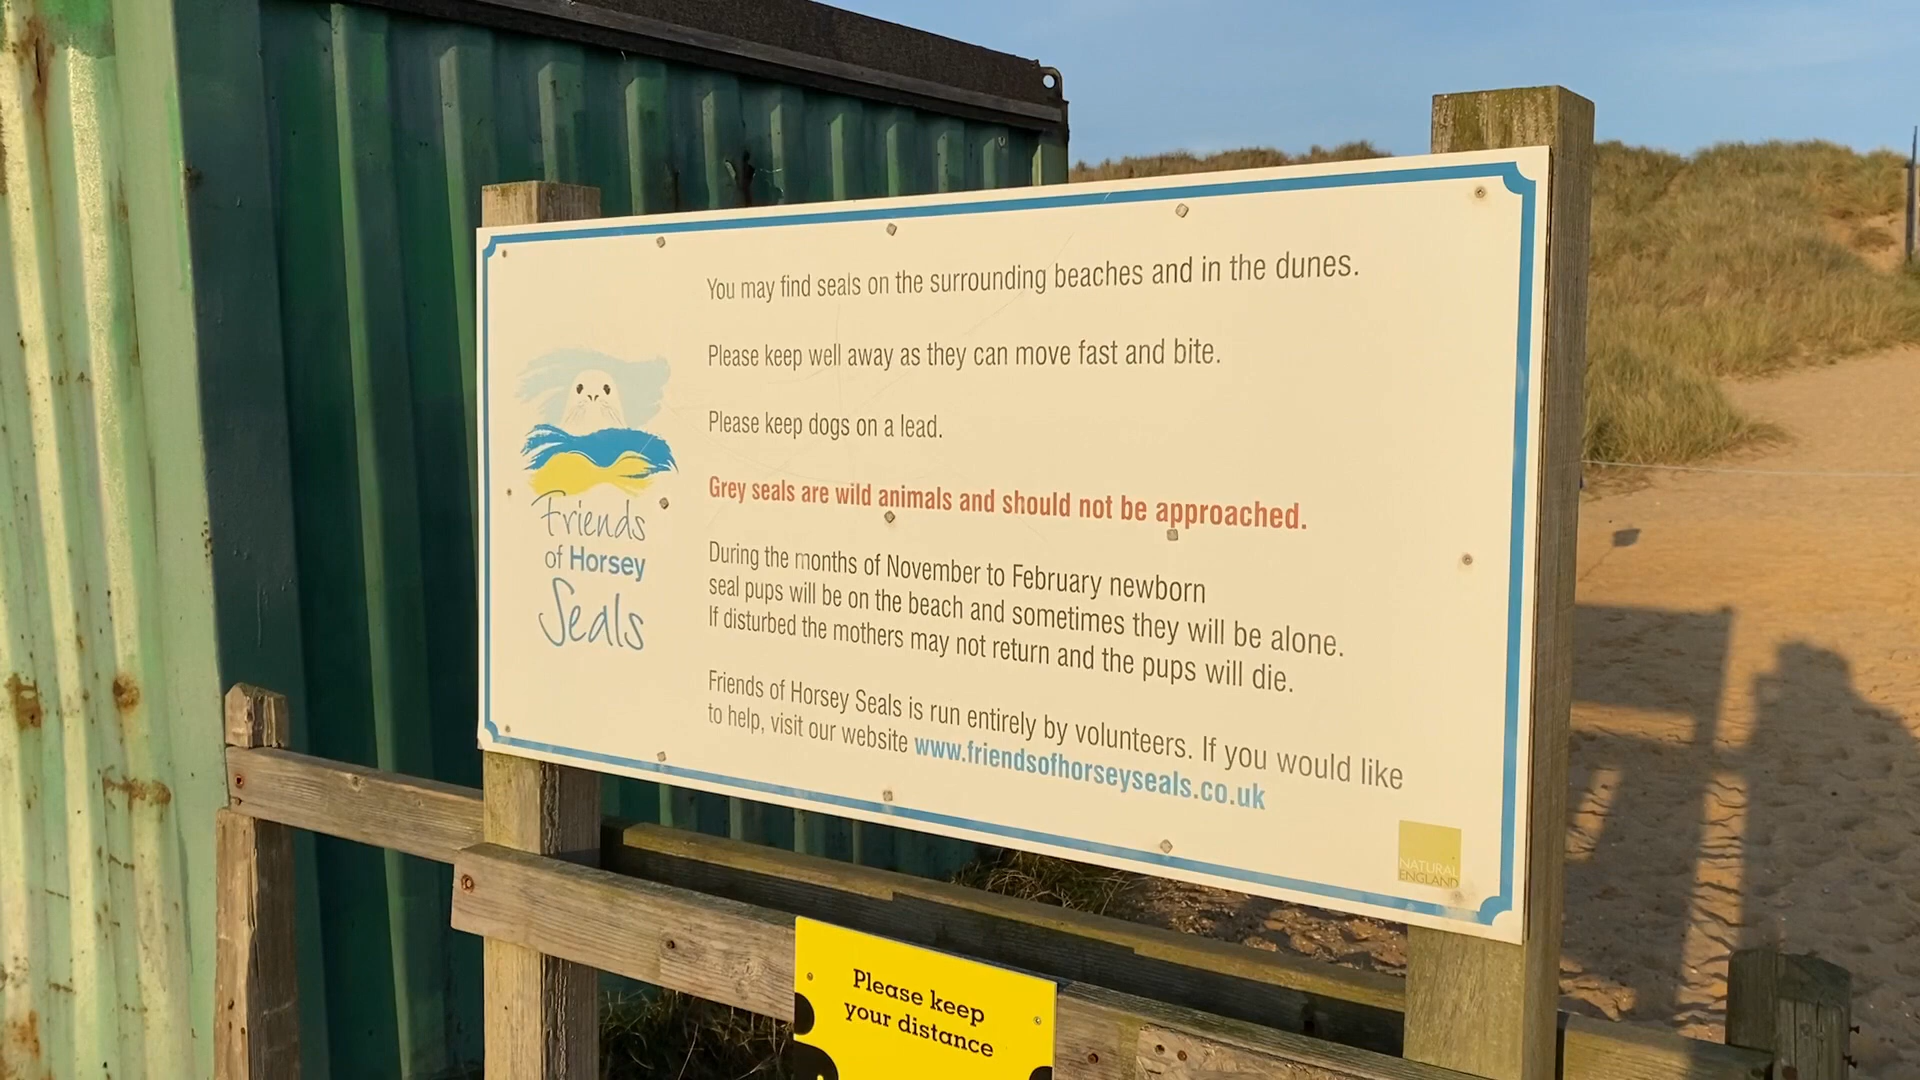 You may find seals on the surrounding beaches and in the dunes.
Please keep well away as they can move fast and bite.
Please keep dogs on a lead.
Grey seals are wild animals and should not be approached.
During the months of November to February newborn
seal pups will be on the beach and sometimes they will be alone.
If disturbed the mothers may not return and the pups will die.
Friends of Horsey Seals is run entirely by volunteers. If you would like
to help, visit our website www.friendsofhorseyseals.co.uk
Friends
of Horsey
Seals
NATURAL
ENGLAND
Please keep
your distance